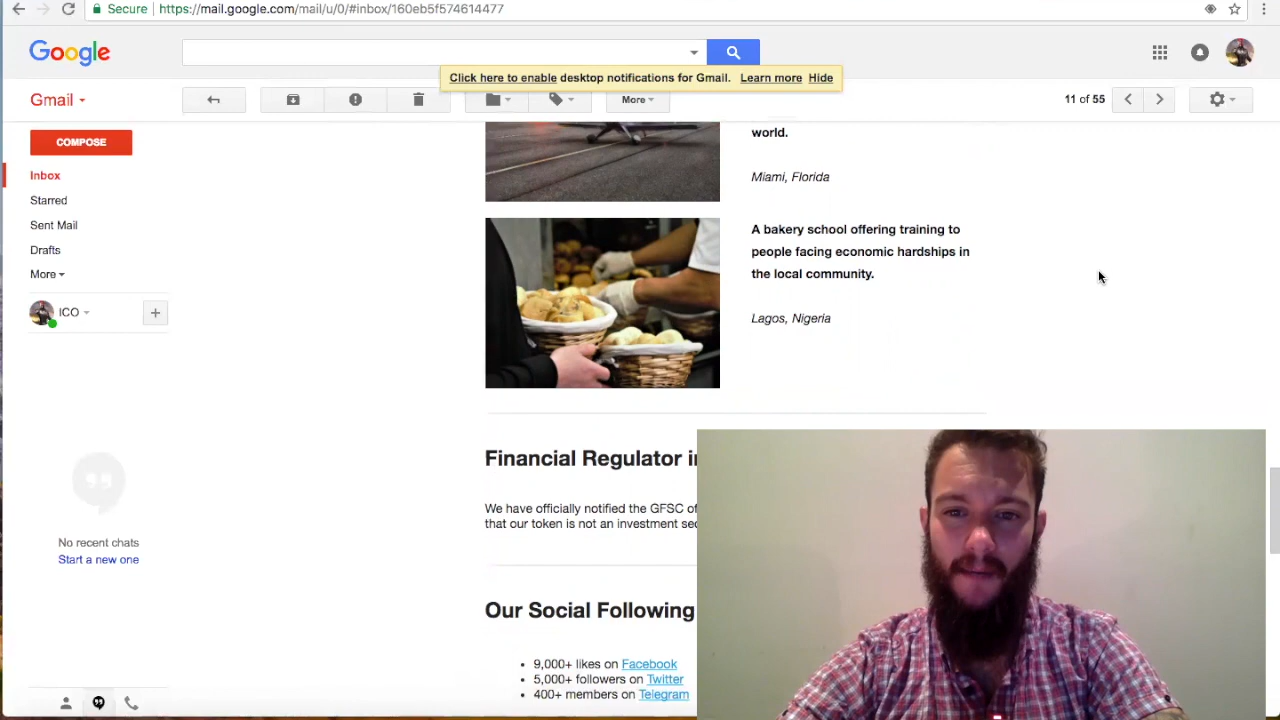 Secure
https://mail.google.com/mail/u/0/#inbox/160eb5f574614477
Google
Click here to enable desktop notifications for Gmail. Learn more Hide
Gmail
More
11 of 55
COMPOSE
Inbox
Starred
Sent Mail
Drafts
More
ICO
No recent chats
Start a new one
world.
Miami, Florida
A bakery school offering training to
people facing economic hardships in
the local community.
Lagos, Nigeria
Financial Regulator i
We have officially notified the GFSC of
that our token is not an investment sec
Our Social Following
• 9,000+ likes on Facebook
• 5,000+ followers on Twitter
• 400+ members on Telegram